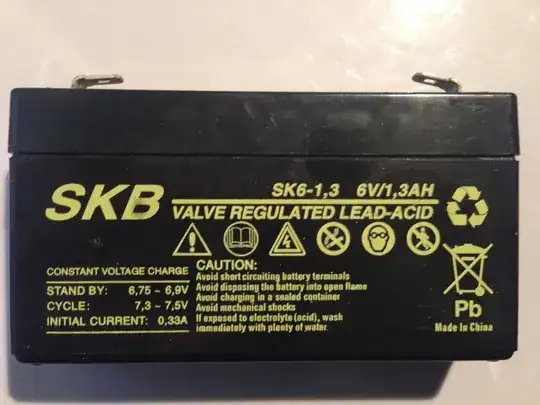 SKB
SK6-1,3 6V/1,3AH
VALVE REGULATED LEAD-ACID
CONSTANT VOLTAGE CHARGE
STAND BY: 6,75 ~ 6,9V
CYCLE: 7,3 ~ 7,5V
INITIAL CURRENT: 0,33A
CAUTION:
Avoid short circuiting battery terminals
Avoid disposing the battery into open flame
Avoid charging in a sealed container
Avoid mechanical shocks
If exposed to electrolyte (acid), wash
immediately with plenty of water.
Pb
Made In China